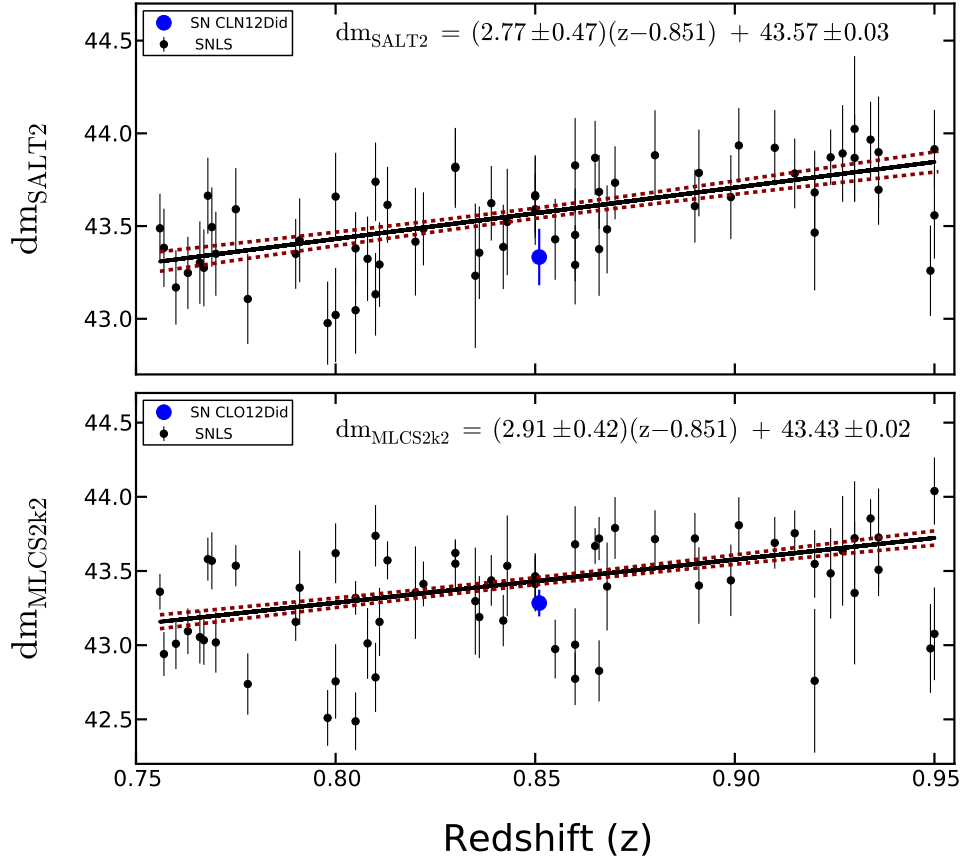 SN CLN12Did
SNLS
dm_SALT2 = (2.77 ±0.47)(z−0.851) + 43.57 ±0.03
44.5
44.0
43.5
43.0
dm_SALT2
SN CLO12Did
SNLS
dm_MLCS2k2 = (2.91 ±0.42)(z−0.851) + 43.43 ±0.02
44.5
44.0
43.5
43.0
42.5
dm_MLCS2k2
0.75 0.80 0.85 0.90 0.95
Redshift (z)